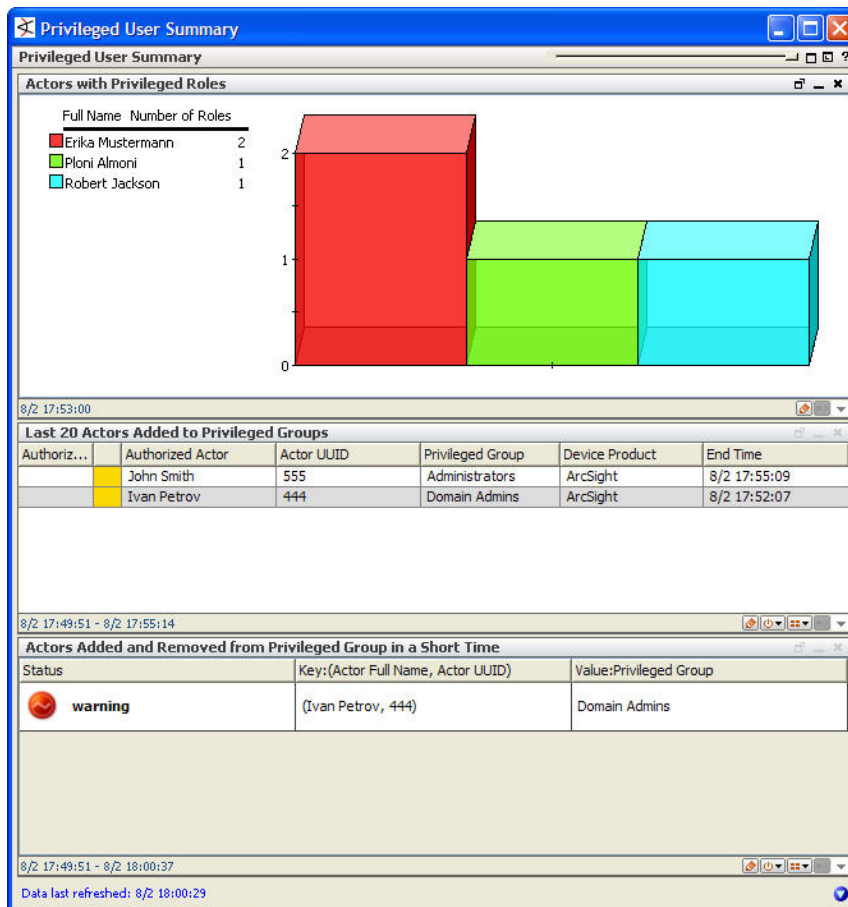 Privileged User Summary
Privileged User Summary
?
Actors with Privileged Roles
Full Name Number of Roles
Erika Mustermann 2
Ploni Almoni 1
Robert Jackson 1
2
1
0
8/2 17:53:00
Last 20 Actors Added to Privileged Groups
Authoriz... Authorized Actor Actor UUID Privileged Group Device Product End Time
John Smith 555 Administrators ArcSight 8/2 17:55:09
Ivan Petrov 444 Domain Admins ArcSight 8/2 17:52:07
8/2 17:49:51 - 8/2 17:55:14
Actors Added and Removed from Privileged Group in a Short Time
Status Key:(Actor Full Name, Actor UUID) Value:Privileged Group
warning (Ivan Petrov, 444) Domain Admins
8/2 17:49:51 - 8/2 18:00:37
Data last refreshed: 8/2 18:00:29